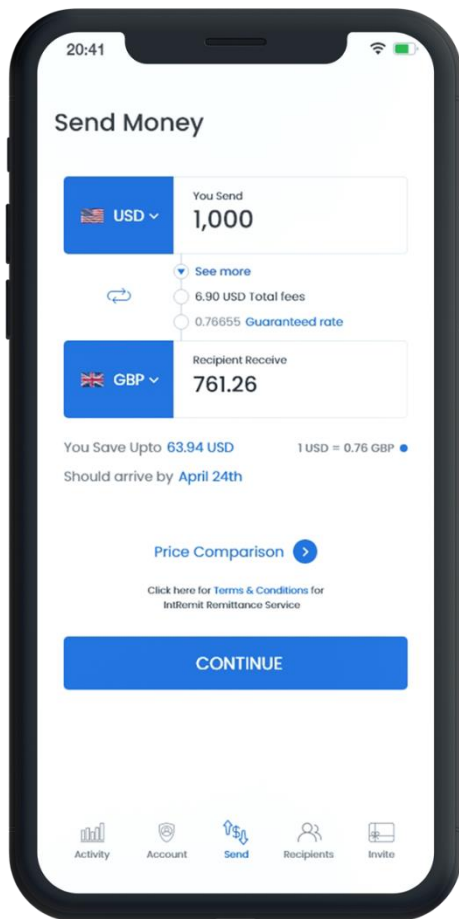 20:41
Send Money
USD
You Send
1,000
See more
6.90 USD Total fees
0.76655 Guaranteed rate
GBP
Recipient Receive
761.26
You Save Upto 63.94 USD
1 USD = 0.76 GBP
Should arrive by April 24th
Price Comparison
Click here for Terms & Conditions for
IntRemit Remittance Service
CONTINUE
Activity
Account
Send
Recipients
Invite